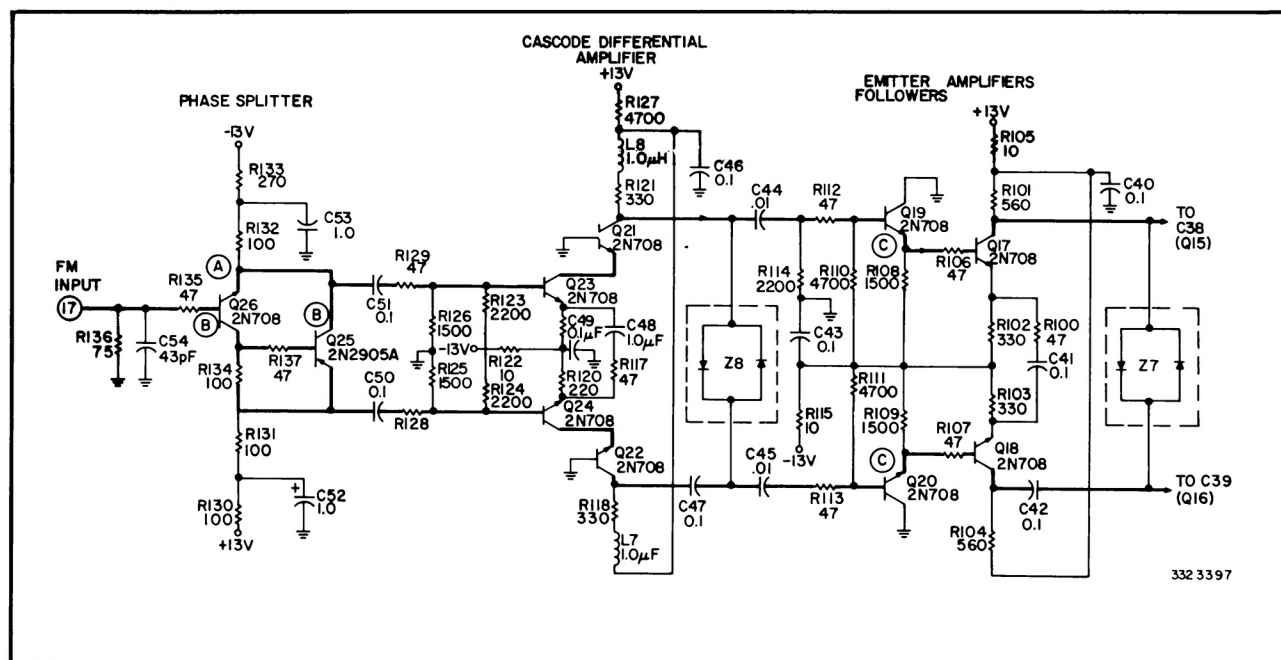 CASCODE DIFFERENTIAL
AMPLIFIER
+13V
PHASE SPLITTER
EMITTER AMPLIFIERS
FOLLOWERS
+13V
-13V
R127
4700
R105
10
L8
1.0µH
R133
270
C46
0.1
R101
560
C40
0.1
R121
330
C44
.01
R112
47
C53
1.0
R132
100
Q21
2N708
Q19
2N708
TO
C38
(Q15)
A
R129
47
C
Q17
2N708
R106
47
FM
INPUT
17
R135
47
B
Q26
2N708
B
C51
0.1
Q23
2N708
R114
2200
R110
4700
R108
1500
R123
2200
R126
1500
C49
0.1µF
C48
1.0µF
R136
75
C54
43pF
Q25
2N2905A
R137
47
-13V
R122
10
C43
0.1
R102
330
R100
47
Z8
Z7
R134
100
R125
1500
R120
220
R117
47
C41
0.1
C50
0.1
R124
2200
R111
4700
R103
330
R128
Q24
2N708
R115
10
-13V
R109
1500
R107
47
R131
100
Q22
2N708
C
Q18
2N708
C45
.01
Q20
2N708
TO C39
(Q16)
R130
100
+
C52
1.0
R118
330
C47
0.1
R113
47
C42
0.1
R104
560
+13V
L7
1.0µF
3323397